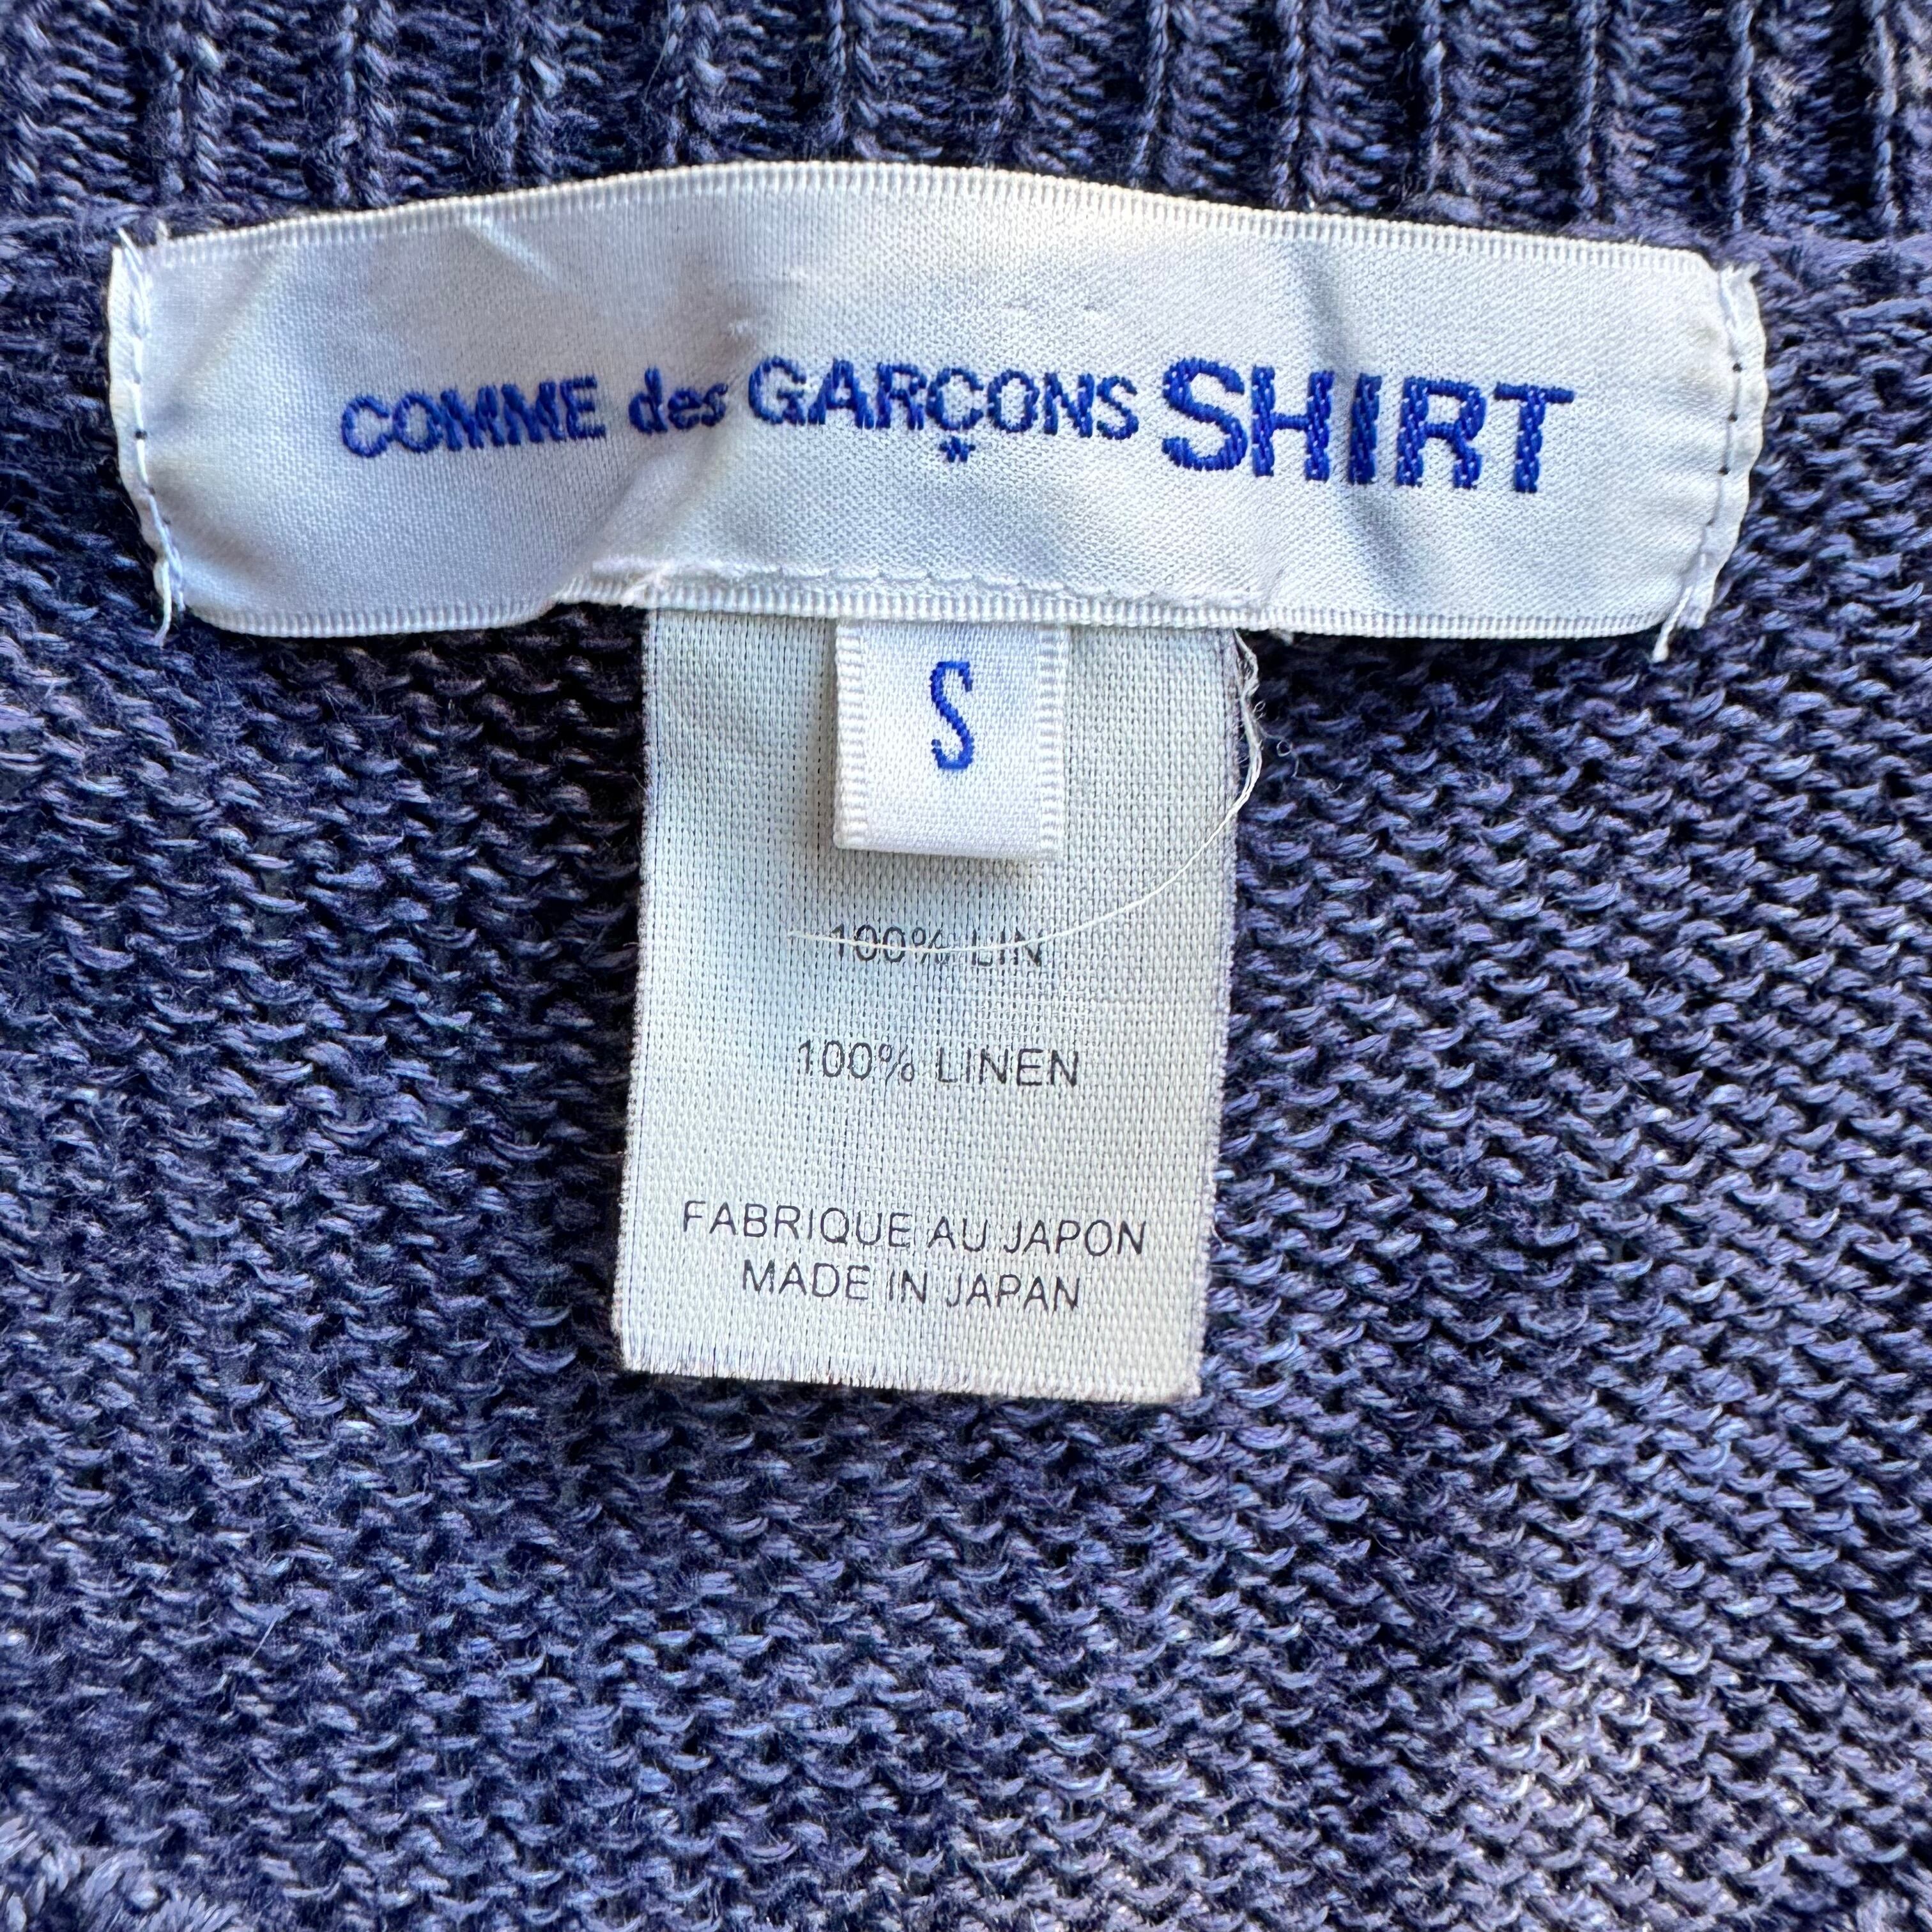 COMME des GARÇONS SHIRT
S
100% LIN
100% LINEN
FABRIQUE AU JAPON
MADE IN JAPAN